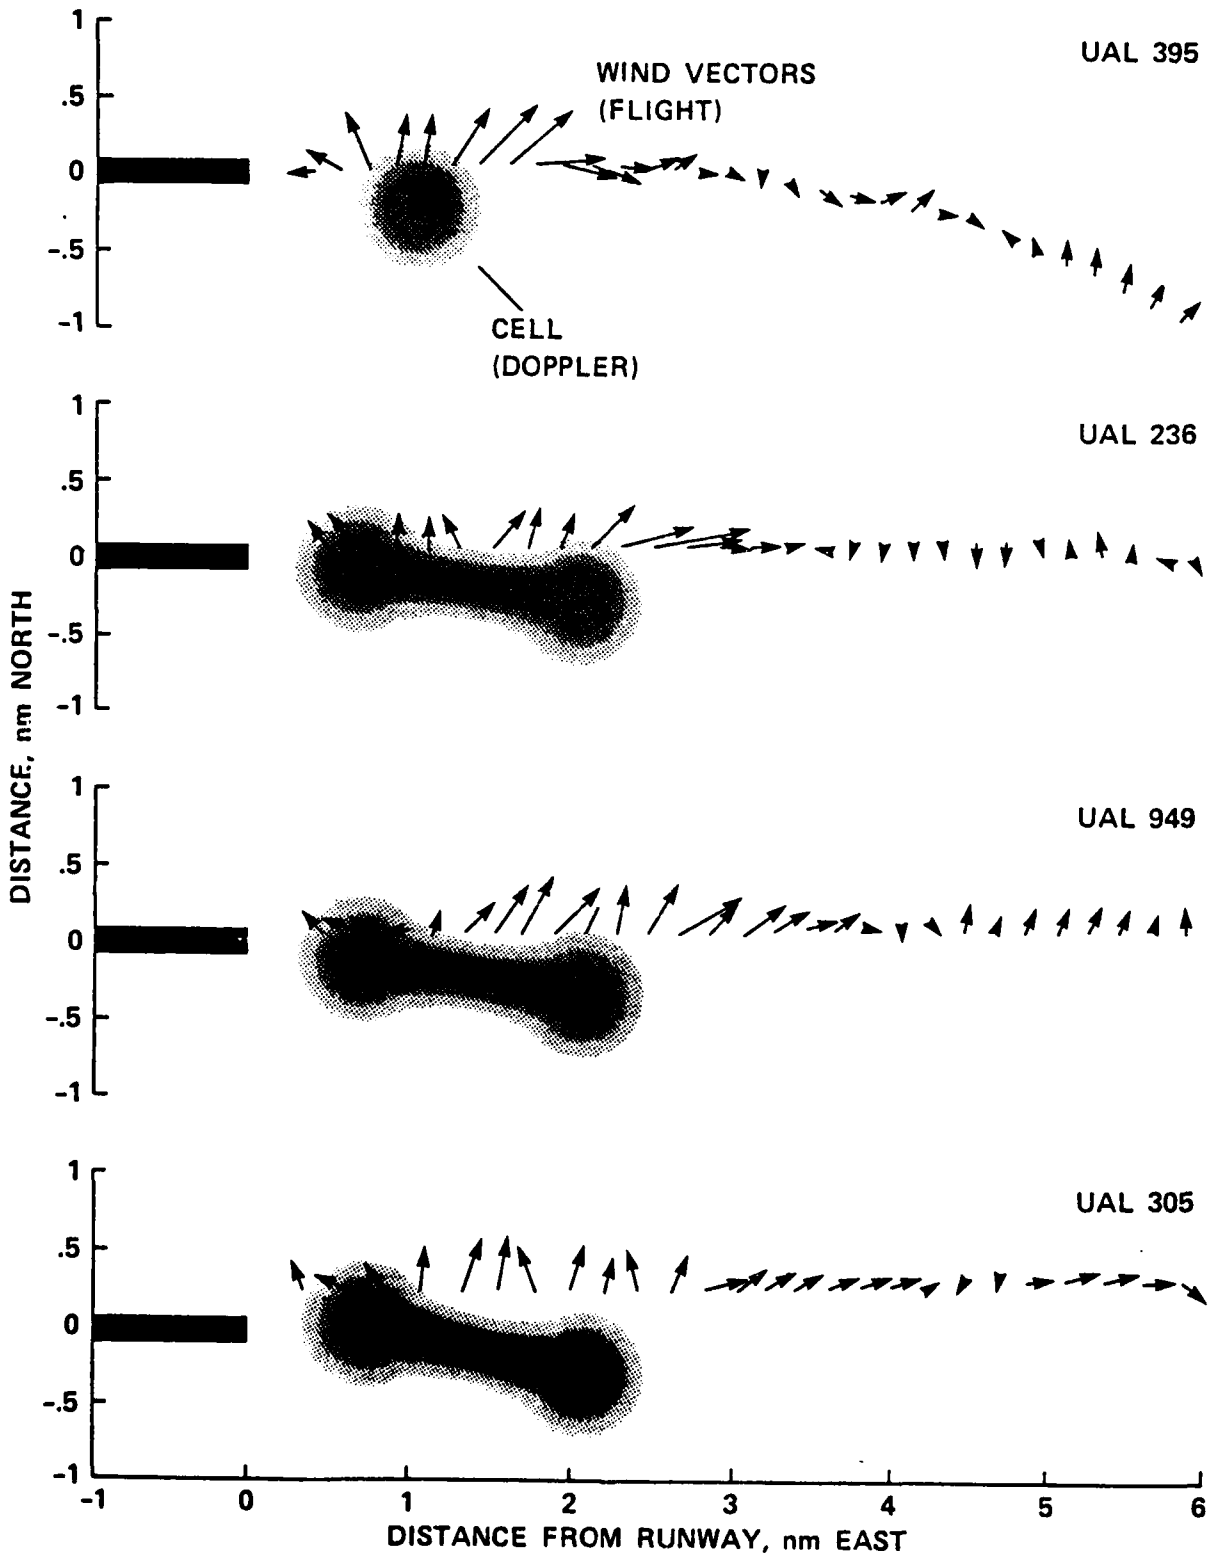 1
UAL 395
WIND VECTORS
(FLIGHT)
.5
0
-.5
-1
CELL
(DOPPLER)
1
UAL 236
.5
0
-.5
-1
DISTANCE, nm NORTH
1
UAL 949
.5
0
-.5
-1
1
UAL 305
.5
0
-.5
-1
-1 0 1 2 3 4 5 6
DISTANCE FROM RUNWAY, nm EAST